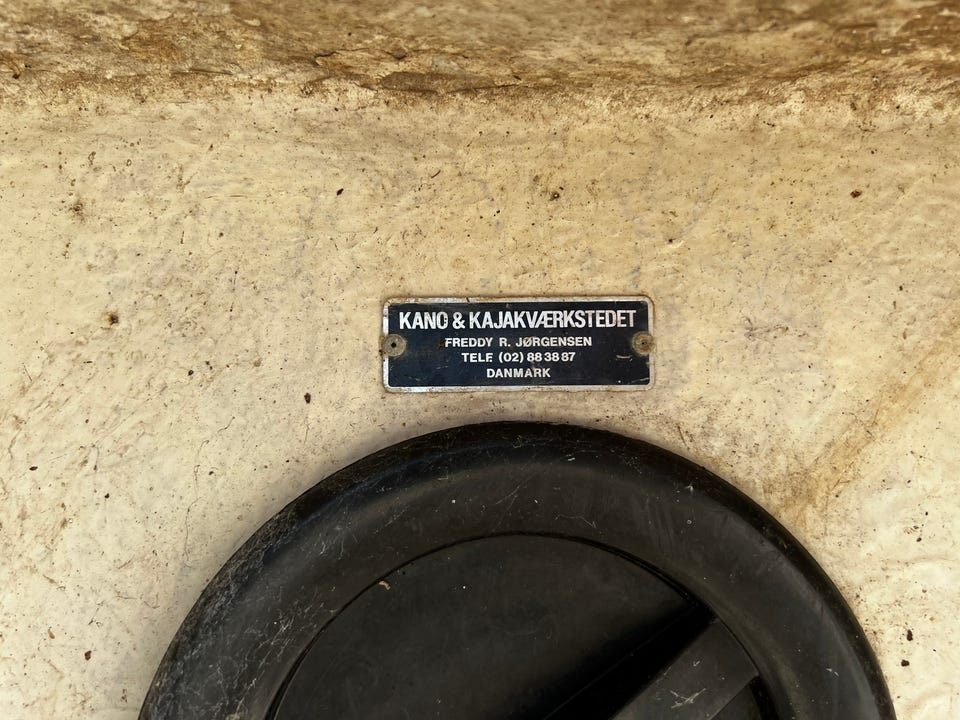 KANO & KAJAKVÆRKSTEDET
FREDDY R. JØRGENSEN
TELF. (02) 88 38 87
DANMARK